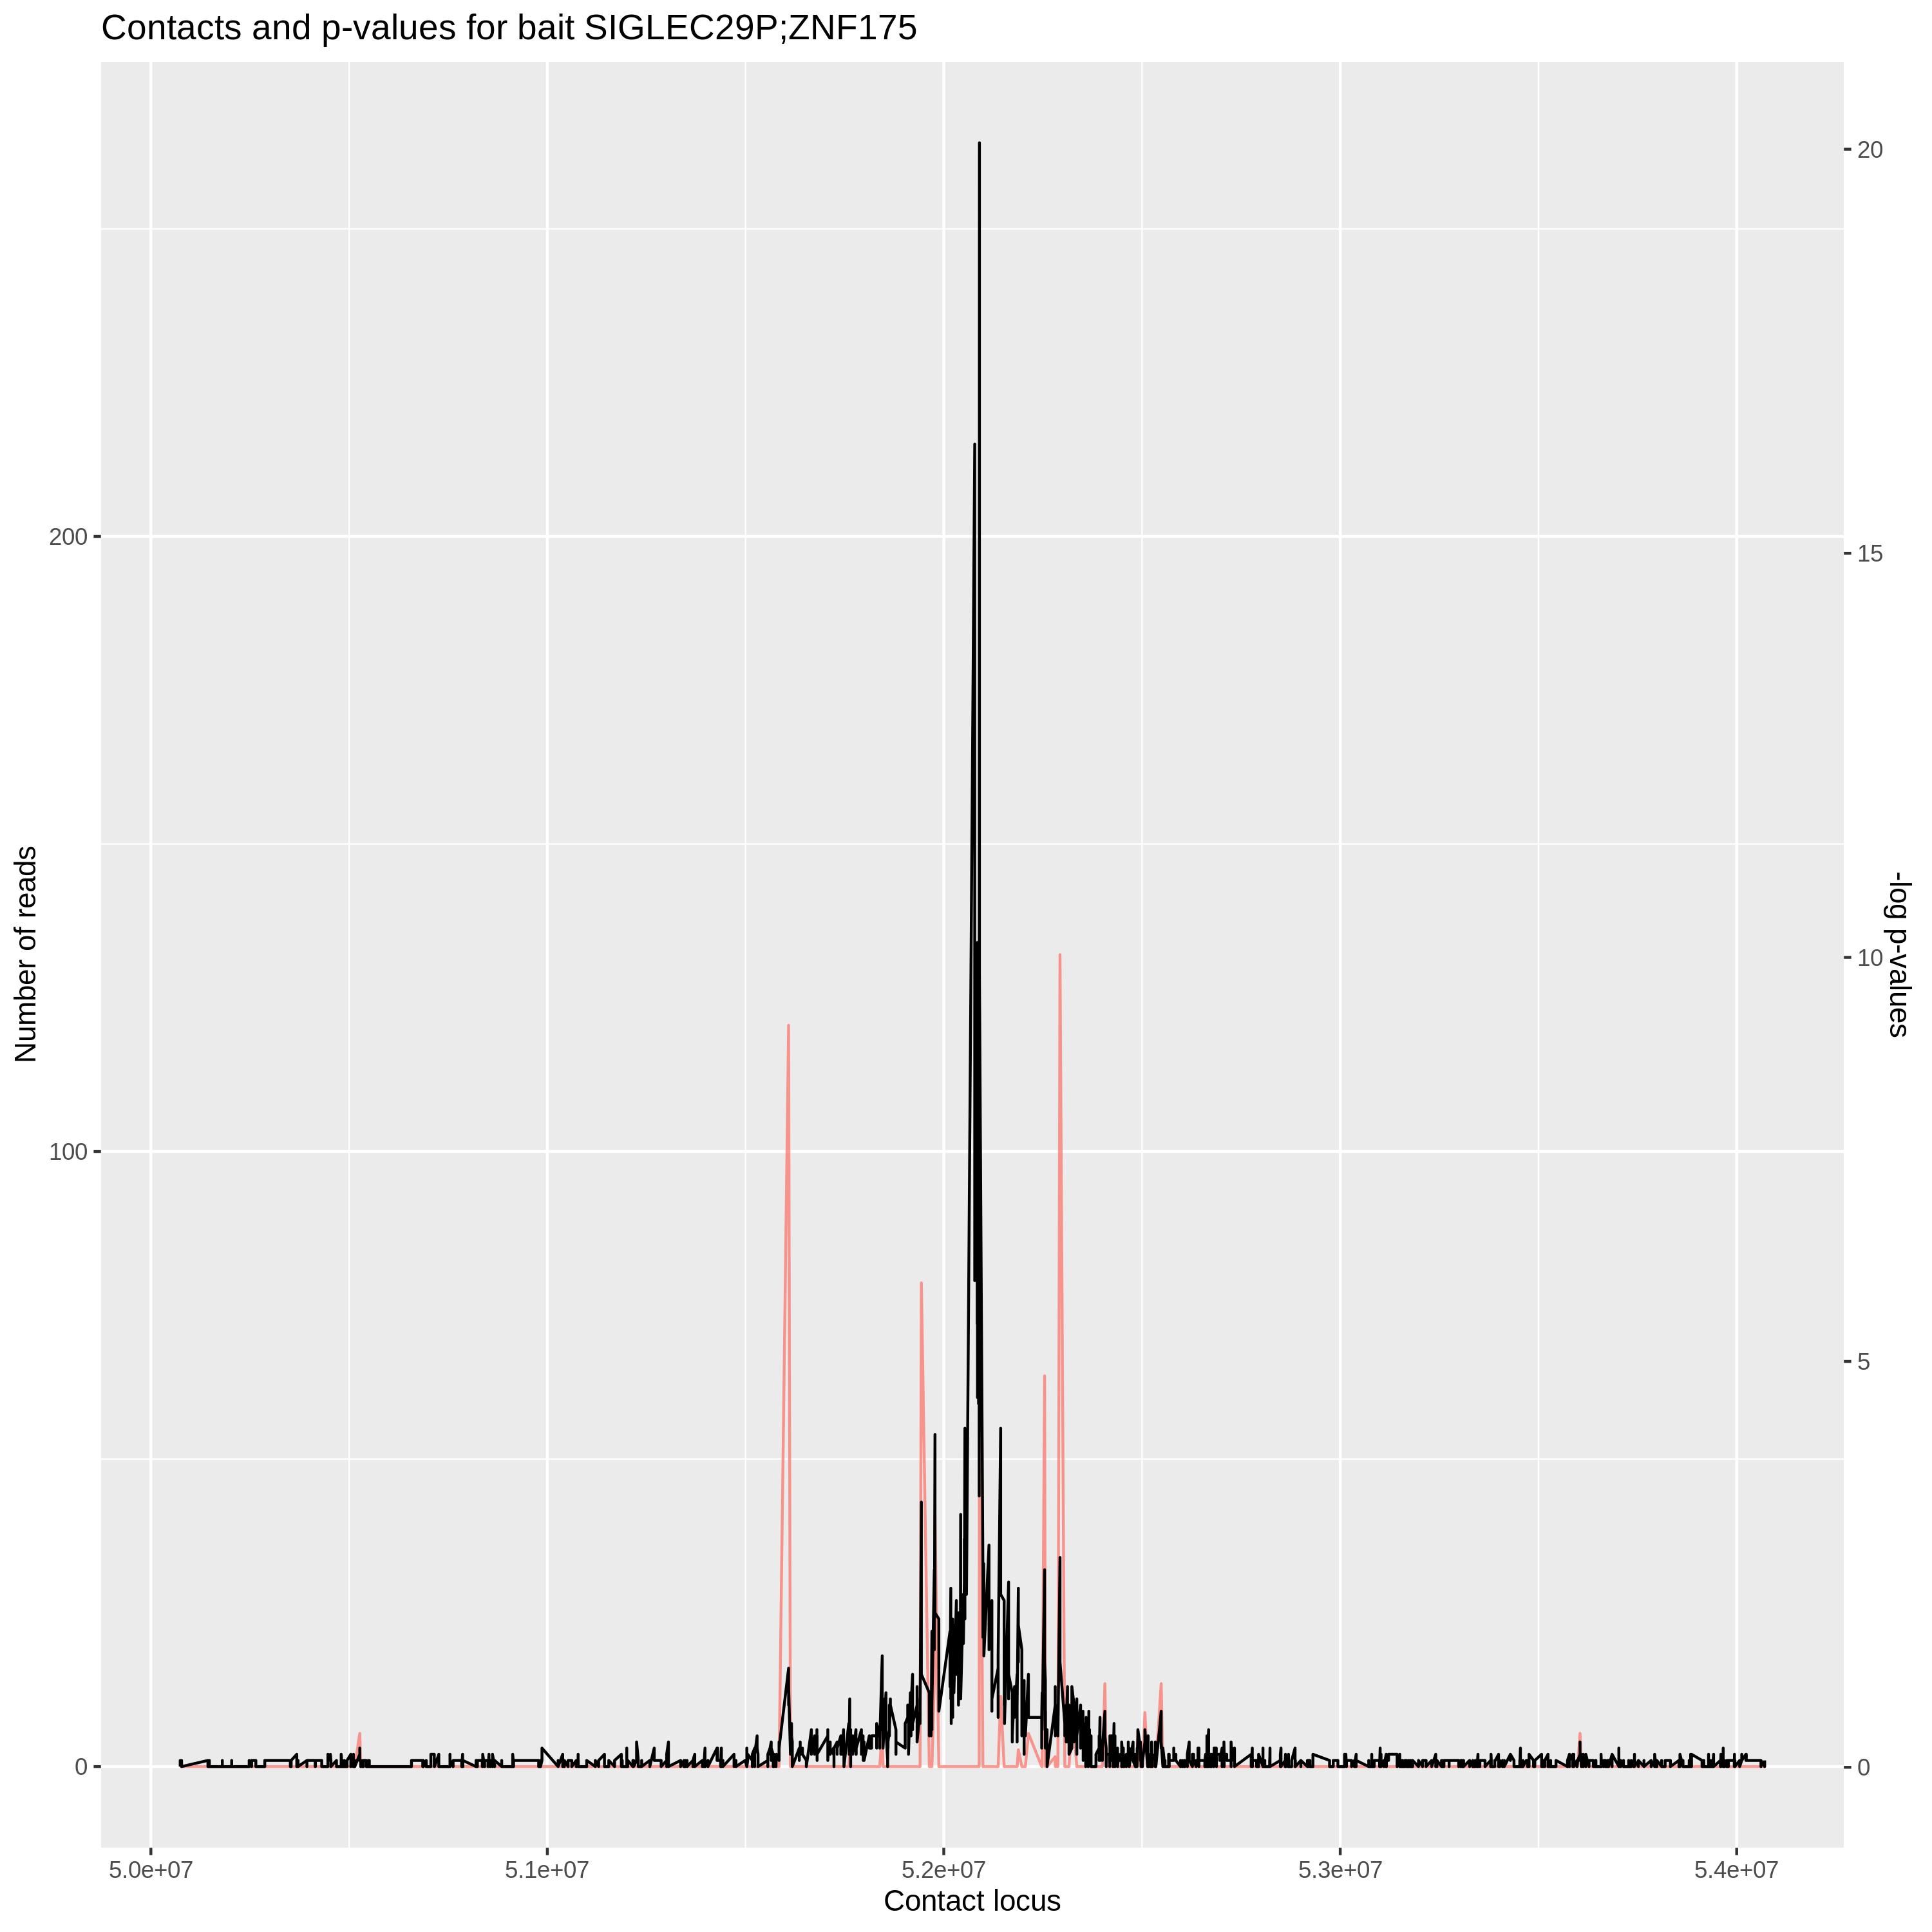 Contacts and p-values for bait SIGLEC29P;ZNF175
Number of reads
200
100
0
20
15
10
5
0
-log p-values
5.0e+07 5.1e+07 5.2e+07 5.3e+07 5.4e+07
Contact locus